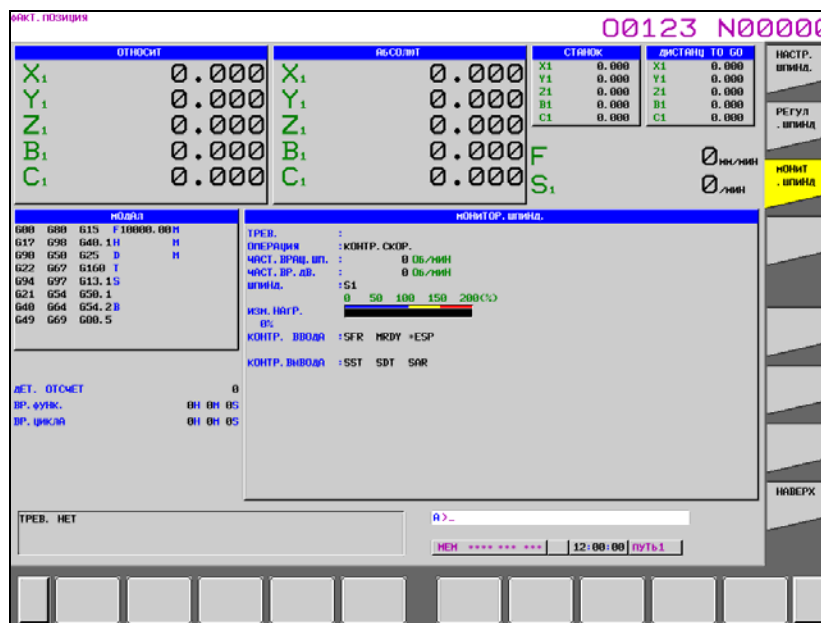 ФАКТ.ПОЗИЦИЯ
O0123 N00000
ОТНОСИТ
X1 0.000
Y1 0.000
Z1 0.000
B1 0.000
C1 0.000
АБСОЛЮТ
X1 0.000
Y1 0.000
Z1 0.000
B1 0.000
C1 0.000
СТАНОК
X1 0.000
Y1 0.000
Z1 0.000
B1 0.000
C1 0.000
ДИСТАНЦ TO GO
X1 0.000
Y1 0.000
Z1 0.000
B1 0.000
C1 0.000
F 0 ММ/МИН
S1 0 /МИН
НАСТР.
ШПИНД.
РЕГУЛ
.ШПИНД
МОНИТ
.ШПИНД
НАВЕРХ
МОДАЛ
G00 G80 G15 F10000.00 M
G17 G98 G40.1 H M
G90 G50 G25 D M
G22 G67 G160 T
G94 G97 G13.1 S
G21 G54 G50.1
G40 G64 G54.2 B
G49 G69 G00.5
ДЕТ. ОТСЧЕТ 0
ВР.ФУНК. 0H 0M 0S
ВР.ЦИКЛА 0H 0M 0S
МОНИТОР.ШПИНД.
ТРЕВ. :
ОПЕРАЦИЯ :КОНТР.СКОР.
ЧАСТ.ВРАЩ.ШП. : 0 ОБ/МИН
ЧАСТ.ВР.ДВ. : 0 ОБ/МИН
ШПИНД. :S1
0 50 100 150 200(%)
ИЗМ.НАГР.
0%
КОНТР. ВВОДА :SFR MRDY *ESP
КОНТР.ВЫВОДА :SST SDT SAR
ТРЕВ. НЕТ
A>_
MEM **** *** *** 12:00:00 ПУТЬ1